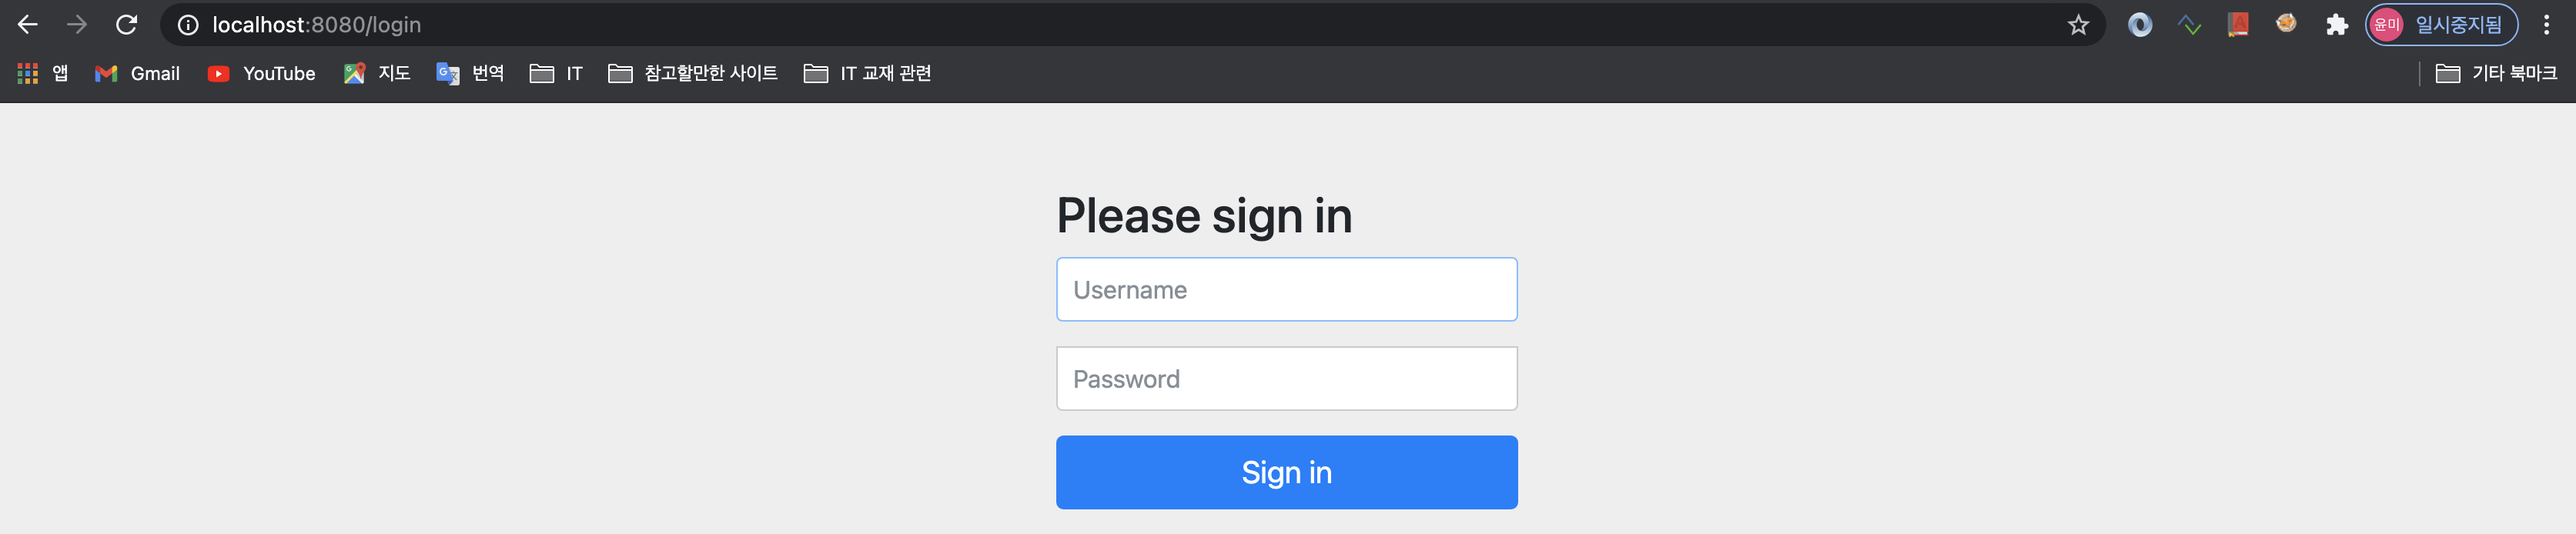 localhost:8080/login
윤미 일시중지됨
앱 Gmail YouTube 지도 번역 IT 참고할만한 사이트 IT 교재 관련 기타 북마크
Please sign in
Username
Password
Sign in